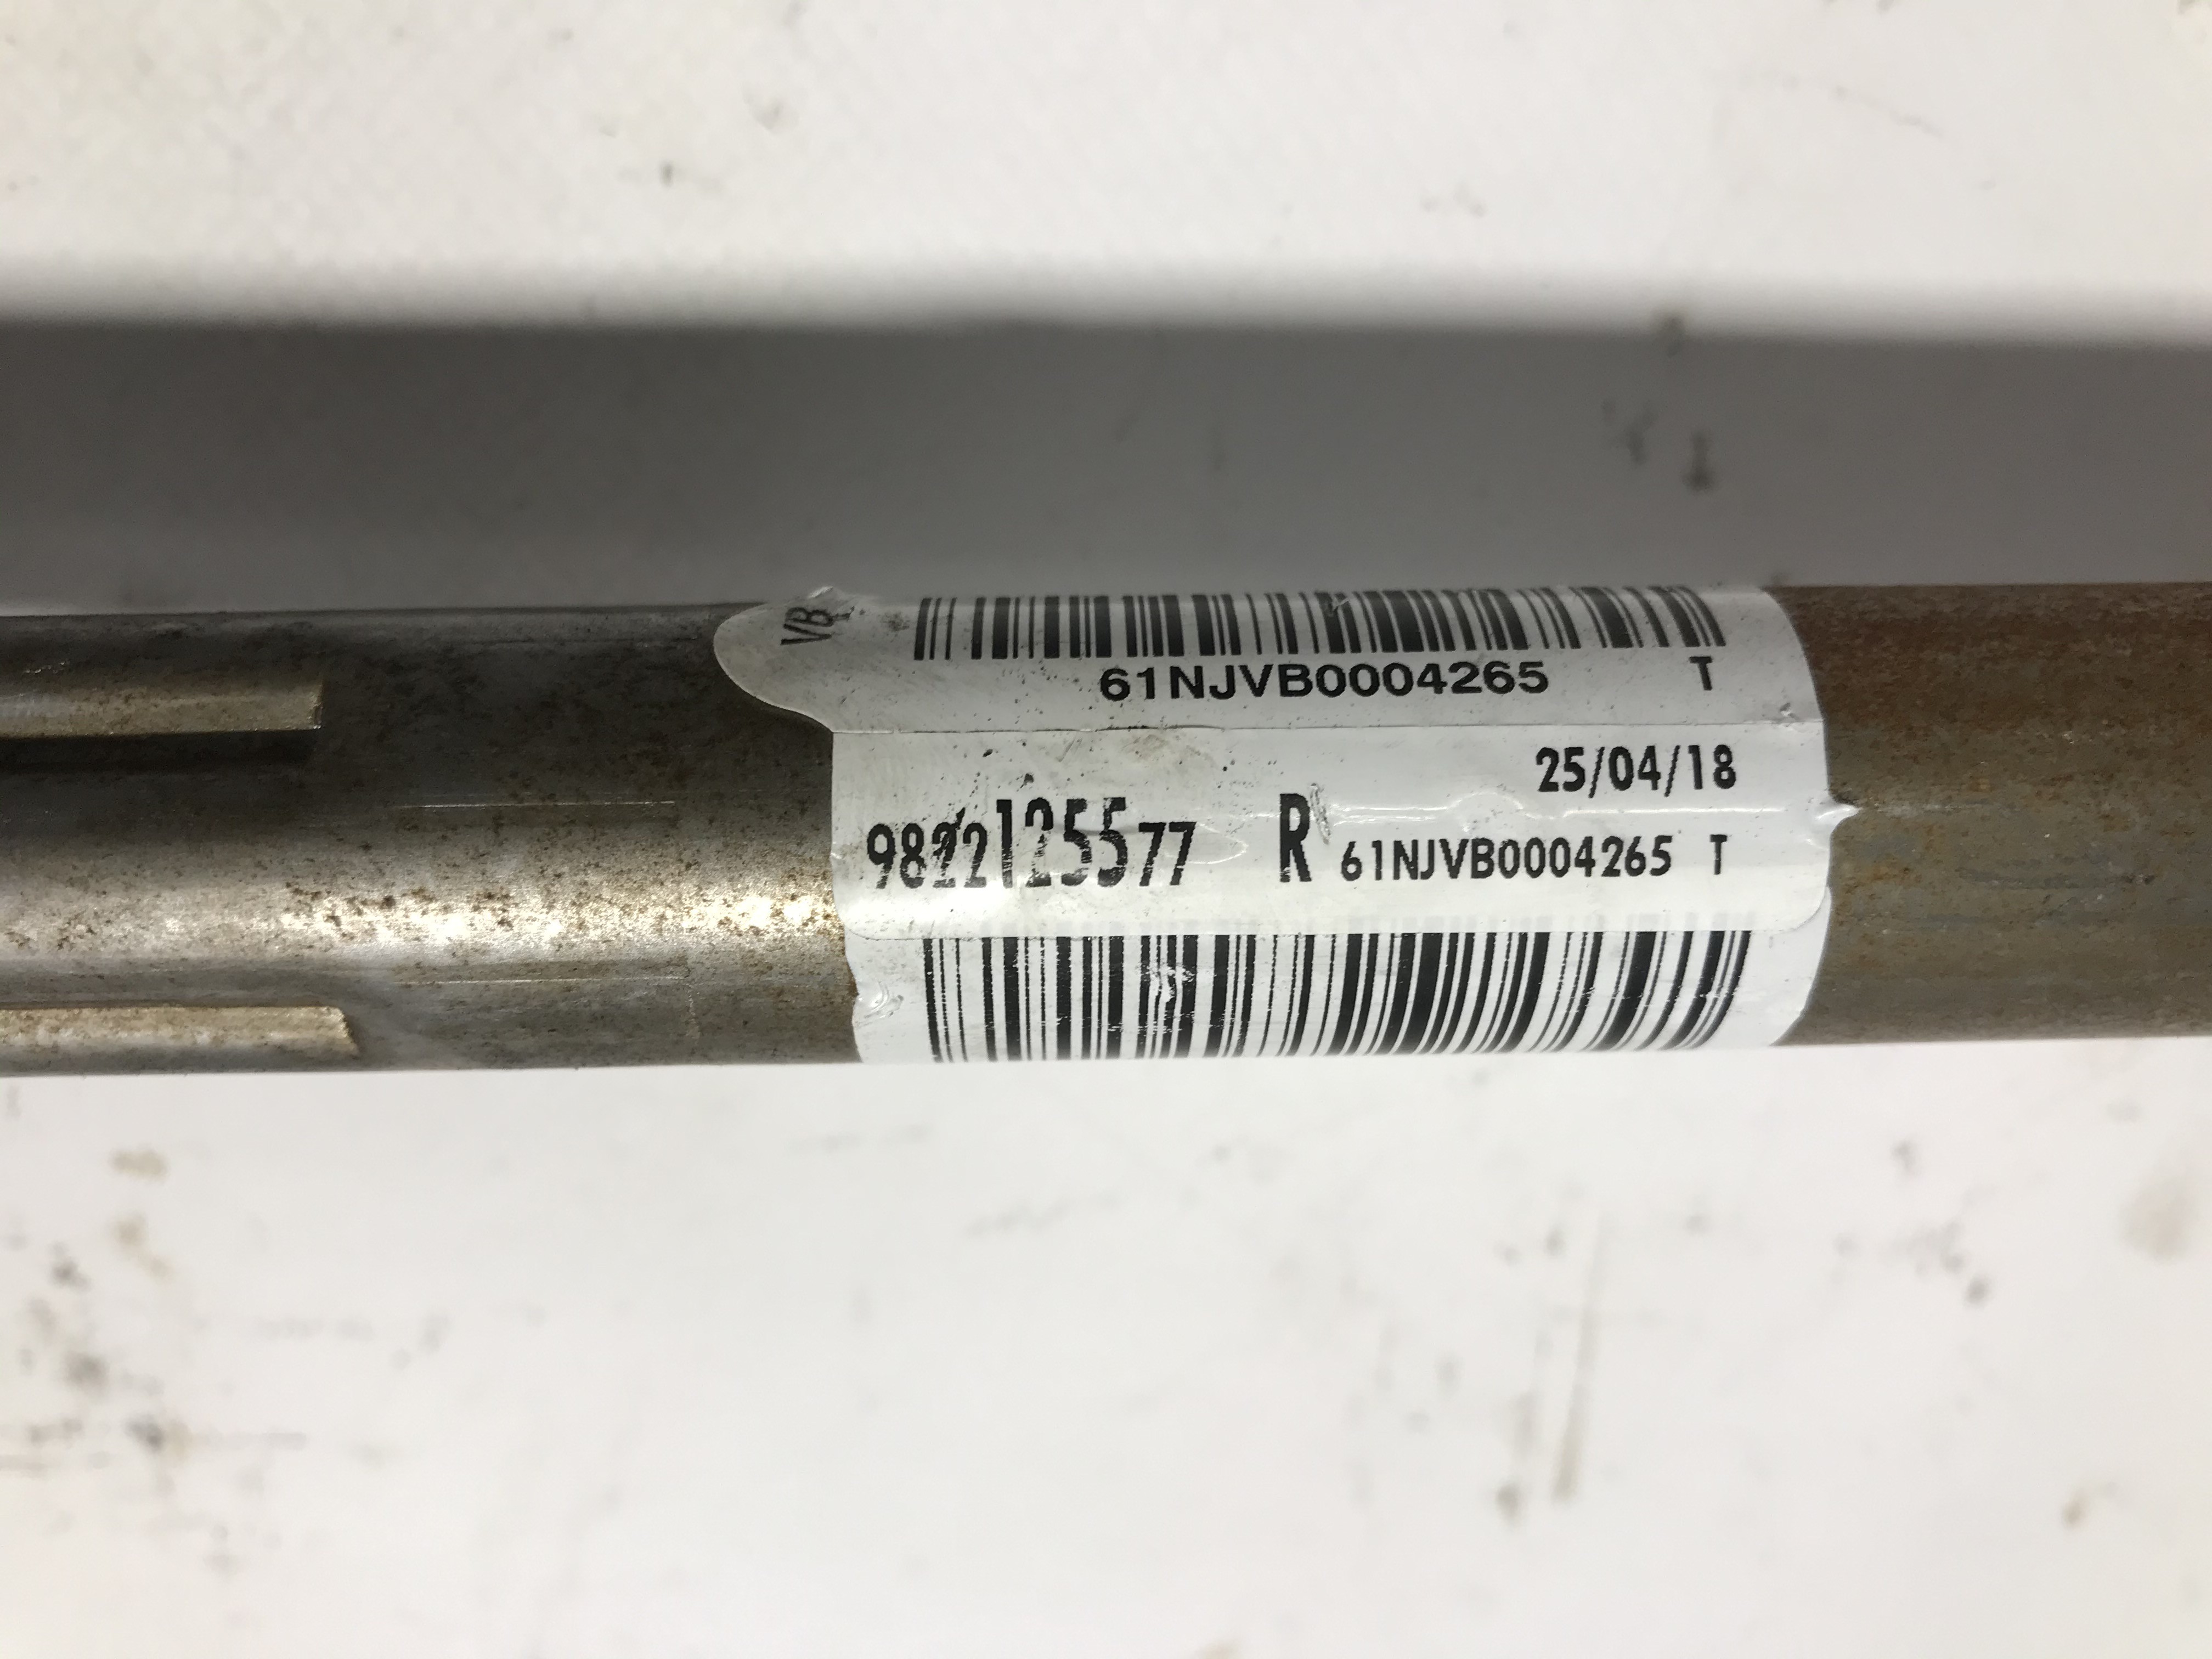 VB
61NJVB0004265 T
25/04/18
9822125577 R 61NJVB0004265 T